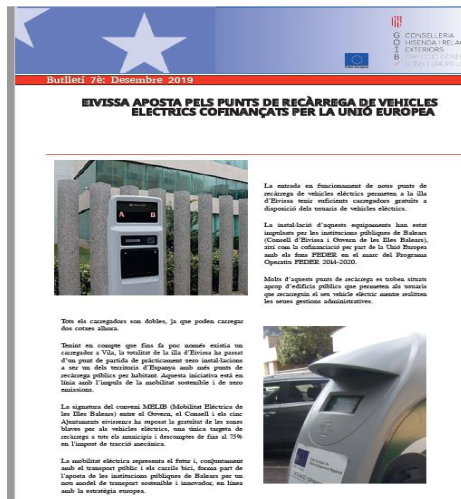 G CONSELLERIA
O HISENDA I RELA
I EXTERIORS
B
Butlletí 7è: Desembre 2019
EIVISSA APOSTA PELS PUNTS DE RECÀRREGA DE VEHICLES
ELECTRICS COFINANÇATS PER LA UNIÓ EUROPEA
La entrada en funcionament de nous punts de
recàrrega de vehicles elèctrics permeten a la illa
d'Eivissa tenir suficients carregadors gratuïts a
disposició dels usuaris de vehicles elèctrics.
La instal·lació d'aquests equipaments han estat
impulsats per les institucions públiques de Balears
(Consell d'Eivissa i Govern de les Illes Balears),
així com la cofinanciació per part de la Unió Europea
amb els fons FEDER en el marc del Programa
Operatiu FEDER 2014-2020.
Molts d'aquests punts de recàrrega es troben situats
aprop d'edificis públics que permeten als usuaris
que recarreguin el seu vehicle elèctric mentre realitzen
les seues gestions administratives.
A B
Tots els carregadors son dobles, ja que poden carregar
dos cotxes alhora.
Tenint en compte que fins fa poc només existia un
carregador a Vila, la totalitat de la illa d'Eivissa ha passat
d'un punt de partida de pràcticament zero instal·lacions
a ser un dels territoris d'Espanya amb més punts de
recàrrega públics per habitant. Aquesta iniciativa està en
línia amb l'impuls de la mobilitat sostenible i de zero
emissions.
La signatura del conveni MELIB (Mobilitat Elèctrica de
les Illes Balears) entre el Govern, el Consell i els cinc
Ajuntaments eivissencs ha suposat la gratuïtat de les zones
blaves per als vehicles elèctrics, una única targeta de
recàrrega a tots els municipis i descomptes de fins al 75%
en l'impost de tracció mecànica.
La mobilitat elèctrica representa el futur i, conjuntament
amb el transport públic i els carrils bici, forma part de
l'aposta de les institucions públiques de Balears per un
nou model de transport sostenible i innovador, en línea
amb la estratègia europea.